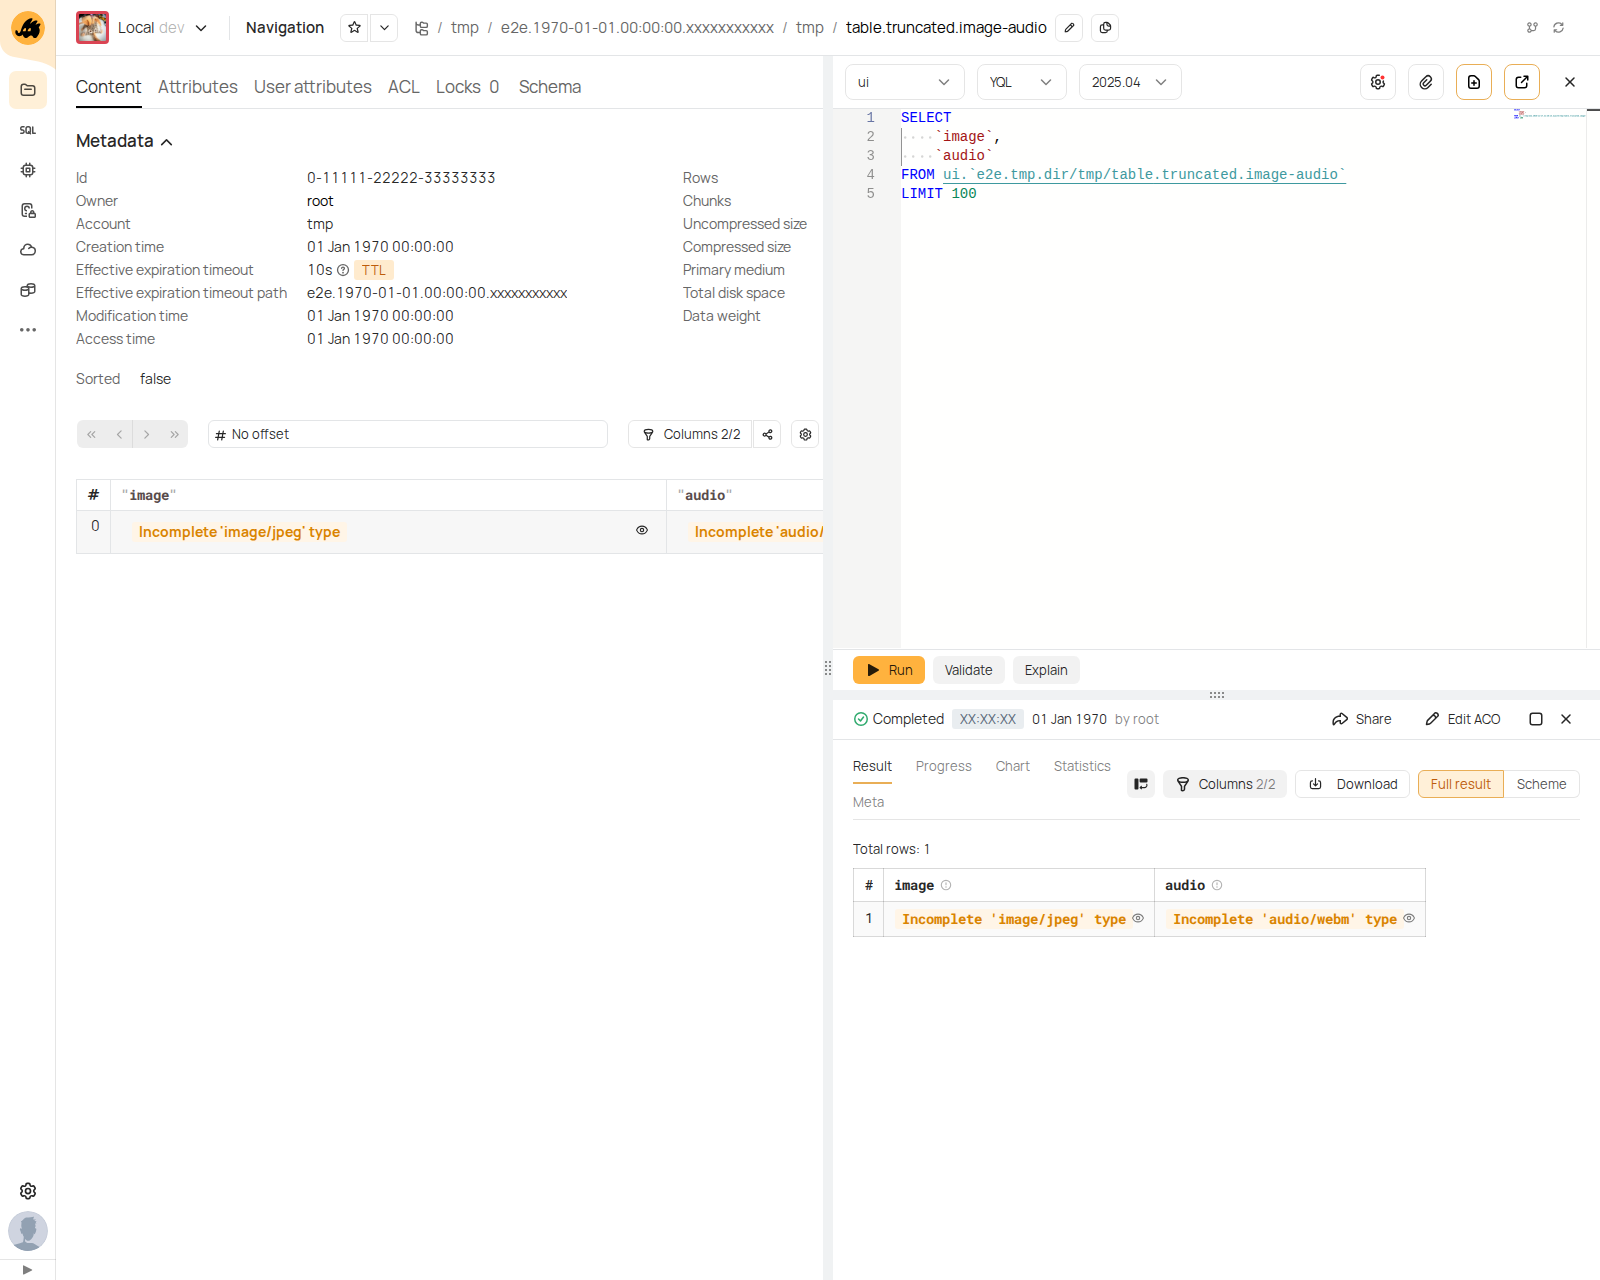 Local dev
Navigation
/ tmp / e2e.1970-01-01.00:00:00.xxxxxxxxxxx / tmp / table.truncated.image-audio
SQL
Content Attributes User attributes ACL Locks 0 Schema
Metadata
Id 0-11111-22222-33333333 Rows
Owner root Chunks
Account tmp Uncompressed size
Creation time 01 Jan 1970 00:00:00 Compressed size
Effective expiration timeout 10s TTL Primary medium
Effective expiration timeout path e2e.1970-01-01.00:00:00.xxxxxxxxxxx Total disk space
Modification time 01 Jan 1970 00:00:00 Data weight
Access time 01 Jan 1970 00:00:00
Sorted false
# No offset Columns 2/2
# "image" "audio"
0 Incomplete 'image/jpeg' type Incomplete 'audio/
ui YQL 2025.04
1 SELECT
2 ····`image`,
3 ····`audio`
4 FROM ui.`e2e.tmp.dir/tmp/table.truncated.image-audio`
5 LIMIT 100
Run Validate Explain
Completed XX:XX:XX 01 Jan 1970 by root Share Edit ACO
Result Progress Chart Statistics
Meta
Columns 2/2 Download Full result Scheme
Total rows: 1
# image audio
1 Incomplete 'image/jpeg' type Incomplete 'audio/webm' type